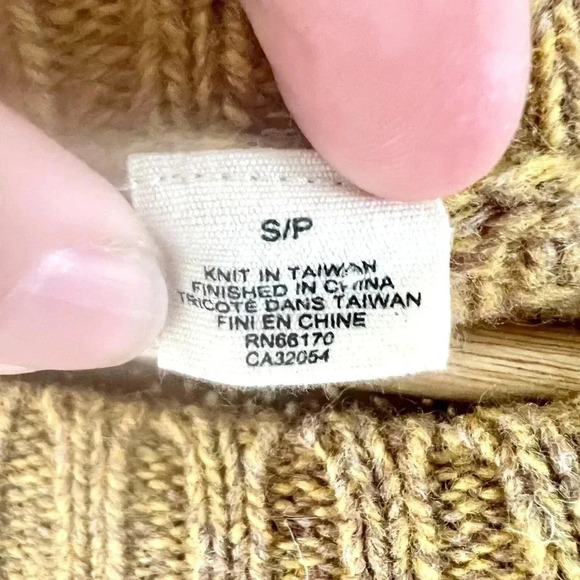 S/P
KNIT IN TAIWAN
FINISHED IN CHINA
TRICOTÉ DANS TAIWAN
FINI EN CHINE
RN66170
CA32054